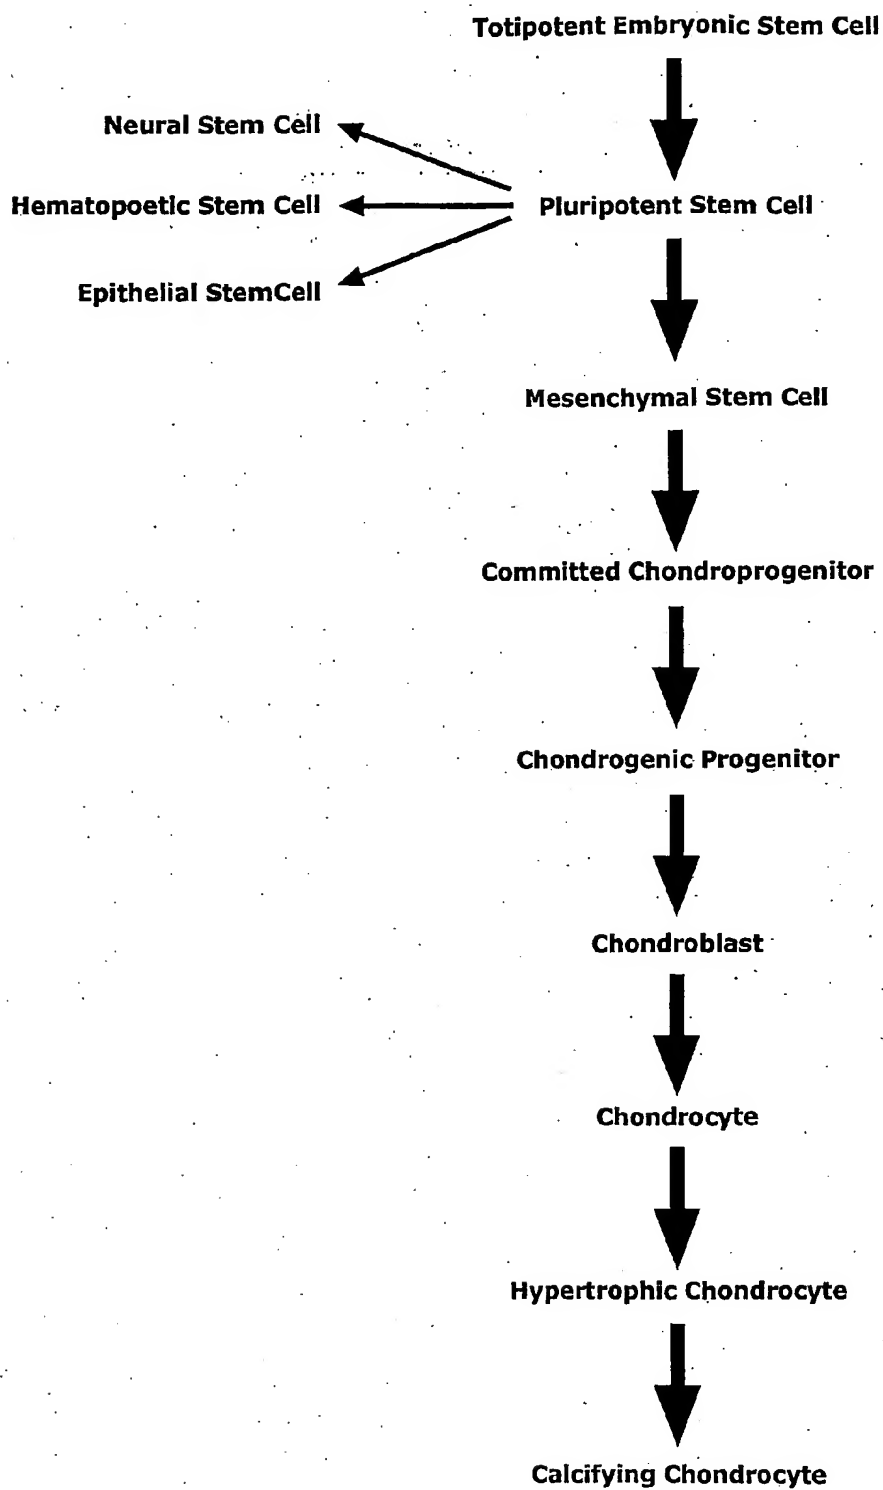 Totipotent Embryonic Stem Cell
Neural Stem Cell
Hematopoetic Stem Cell
Pluripotent Stem Cell
Epithelial StemCell
Mesenchymal Stem Cell
Committed Chondroprogenitor
Chondrogenic Progenitor
Chondroblast
Chondrocyte
Hypertrophic Chondrocyte
Calcifying Chondrocyte